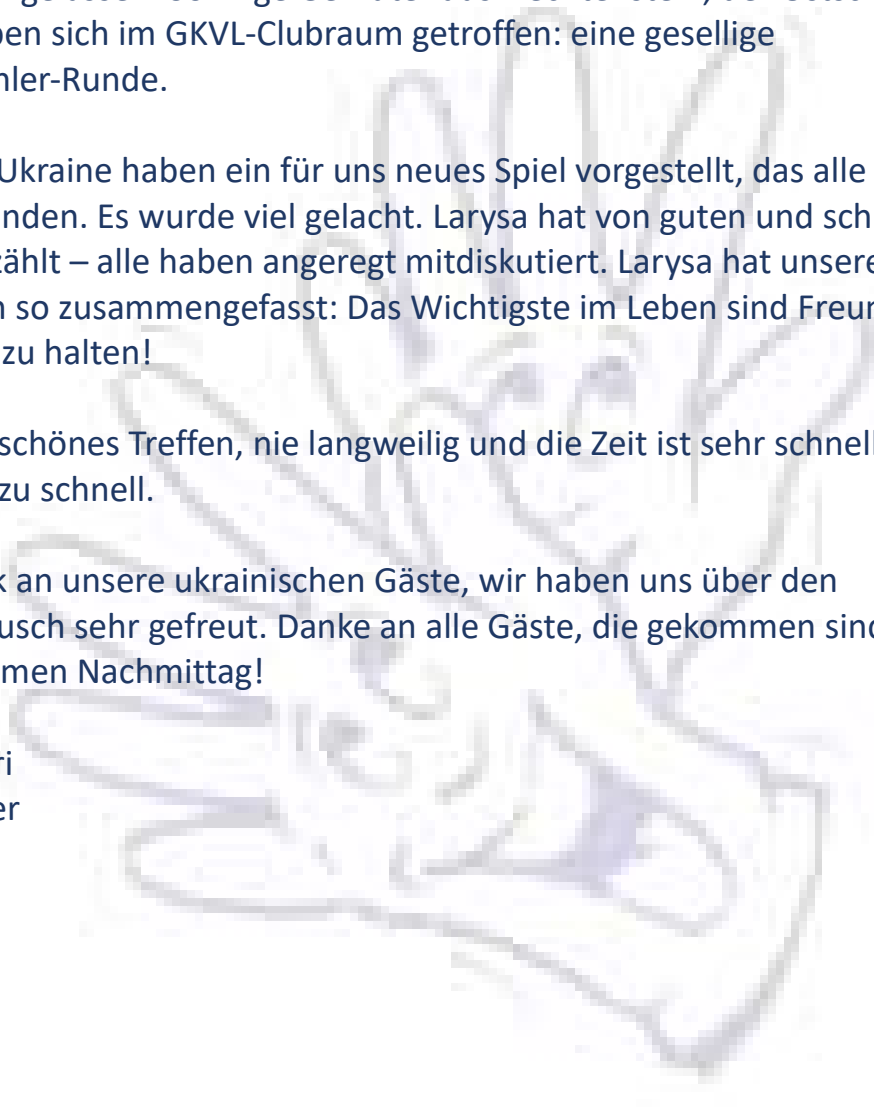 ben sich im GKVL-Clubraum getroffen: eine gesellige
nler-Runde.
Ukraine haben ein für uns neues Spiel vorgestellt, das alle
nden. Es wurde viel gelacht. Larysa hat von guten und sch
zählt – alle haben angeregt mitdiskutiert. Larysa hat unsere
n so zusammengefasst: Das Wichtigste im Leben sind Freun
zu halten!
schönes Treffen, nie langweilig und die Zeit ist sehr schnell
zu schnell.
k an unsere ukrainischen Gäste, wir haben uns über den
usch sehr gefreut. Danke an alle Gäste, die gekommen sind
men Nachmittag!
ri
er